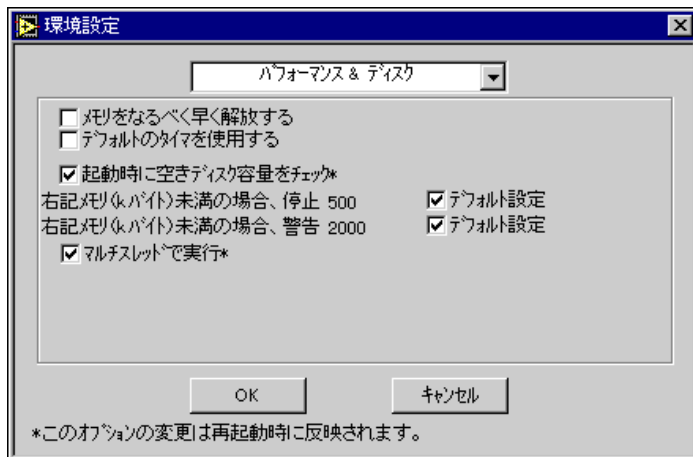 環境設定
パフォーマンス & ディスク
メモリをなるべく早く解放する
デフォルトのタイマを使用する
起動時に空きディスク容量をチェック*
右記メモリ(kバイト)未満の場合、停止 500 デフォルト設定
右記メモリ(kバイト)未満の場合、警告 2000 デフォルト設定
マルチスレッドで実行*
OK キャンセル
*このオプションの変更は再起動時に反映されます。